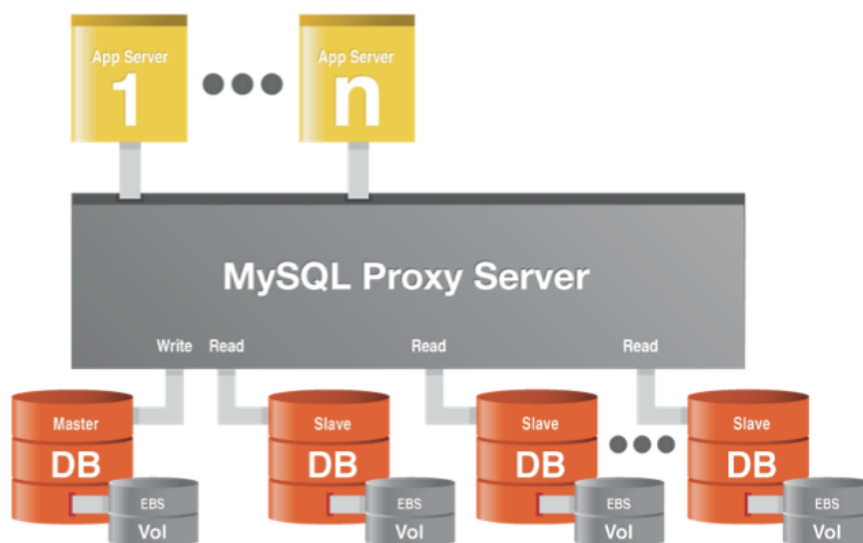 App Server
1
App Server
n
MySQL Proxy Server
Write
Read
Read
Read
Master
DB
EBS
Vol
Slave
DB
EBS
Vol
Slave
DB
EBS
Vol
Slave
DB
EBS
Vol